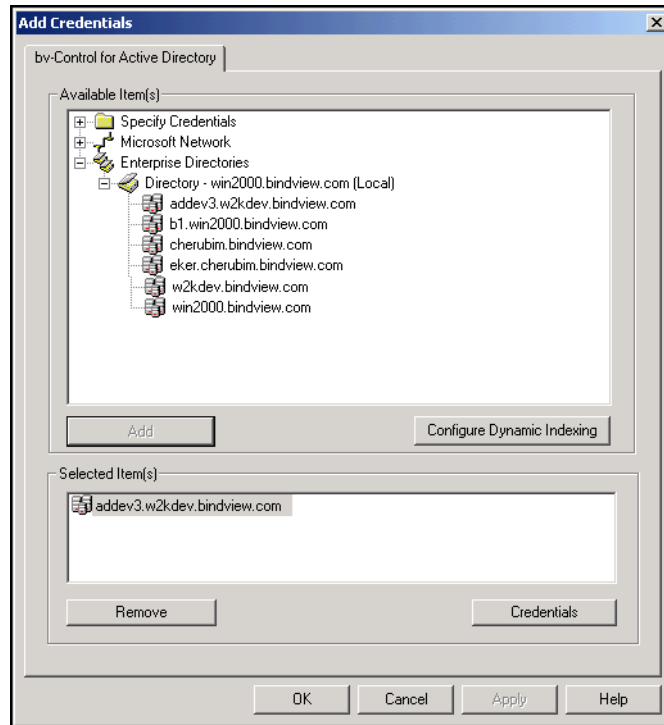 Add Credentials
bv-Control for Active Directory
Available Item(s)
Specify Credentials
Microsoft Network
Enterprise Directories
Directory - win2000.bindview.com (Local)
addev3.w2kdev.bindview.com
b1.win2000.bindview.com
cherubim.bindview.com
eker.cherubim.bindview.com
w2kdev.bindview.com
win2000.bindview.com
Add
Configure Dynamic Indexing
Selected Item(s)
addev3.w2kdev.bindview.com
Remove
Credentials
OK
Cancel
Apply
Help